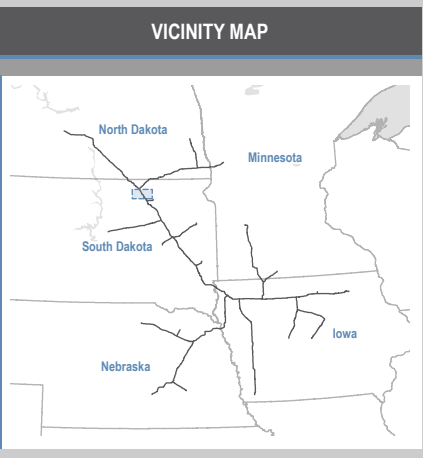 VICINITY MAP
North Dakota
Minnesota
South Dakota
Iowa
Nebraska